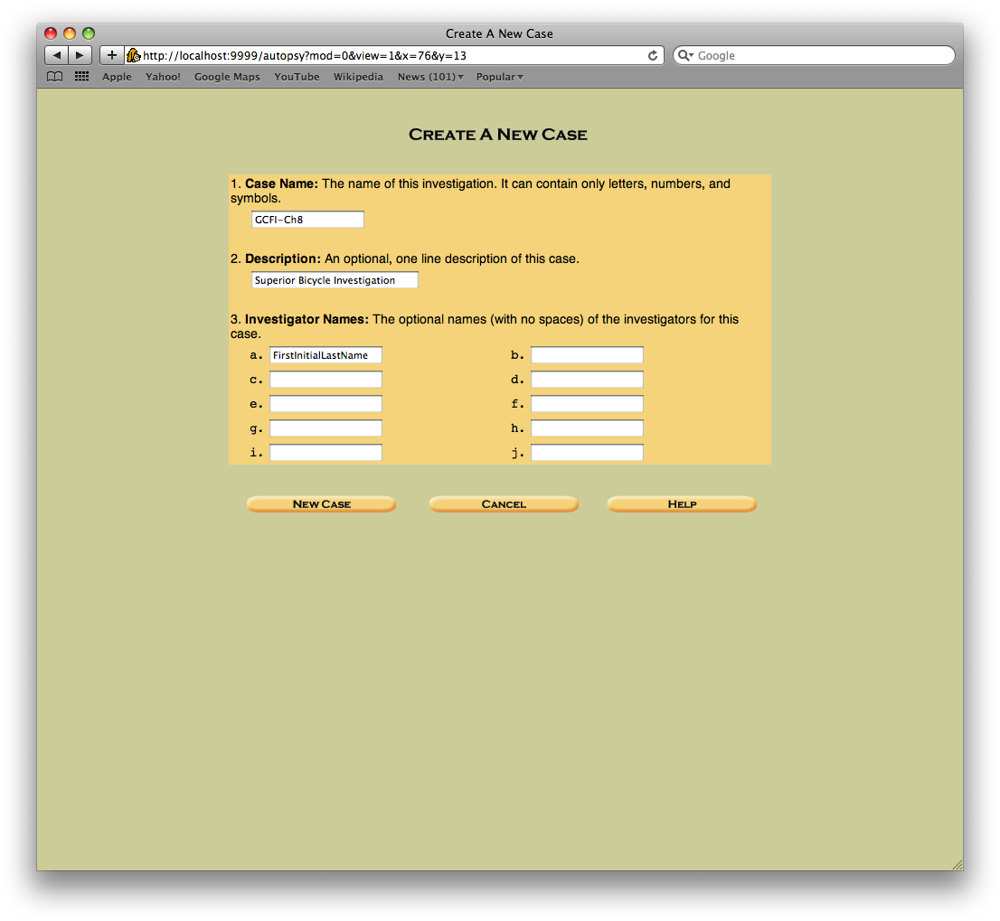 Create A New Case
http://localhost:9999/autopsy?mod=0&view=1&x=76&y=13
Google
Apple Yahoo! Google Maps YouTube Wikipedia News (101) Popular
CREATE A NEW CASE
1. Case Name: The name of this investigation. It can contain only letters, numbers, and
symbols.
GCFI-Ch8
2. Description: An optional, one line description of this case.
Superior Bicycle Investigation
3. Investigator Names: The optional names (with no spaces) of the investigators for this
case.
a. FirstInitialLastName b.
c. d.
e. f.
g. h.
i. j.
NEW CASE CANCEL HELP